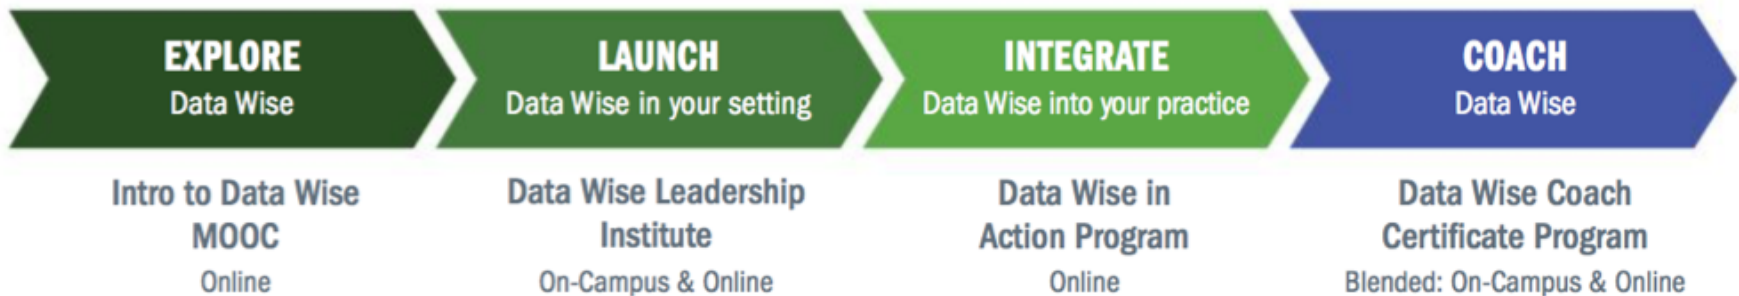 EXPLORE
Data Wise
LAUNCH
Data Wise in your setting
INTEGRATE
Data Wise into your practice
COACH
Data Wise
Intro to Data Wise
MOOC
Online
Data Wise Leadership
Institute
On-Campus & Online
Data Wise in
Action Program
Online
Data Wise Coach
Certificate Program
Blended: On-Campus & Online